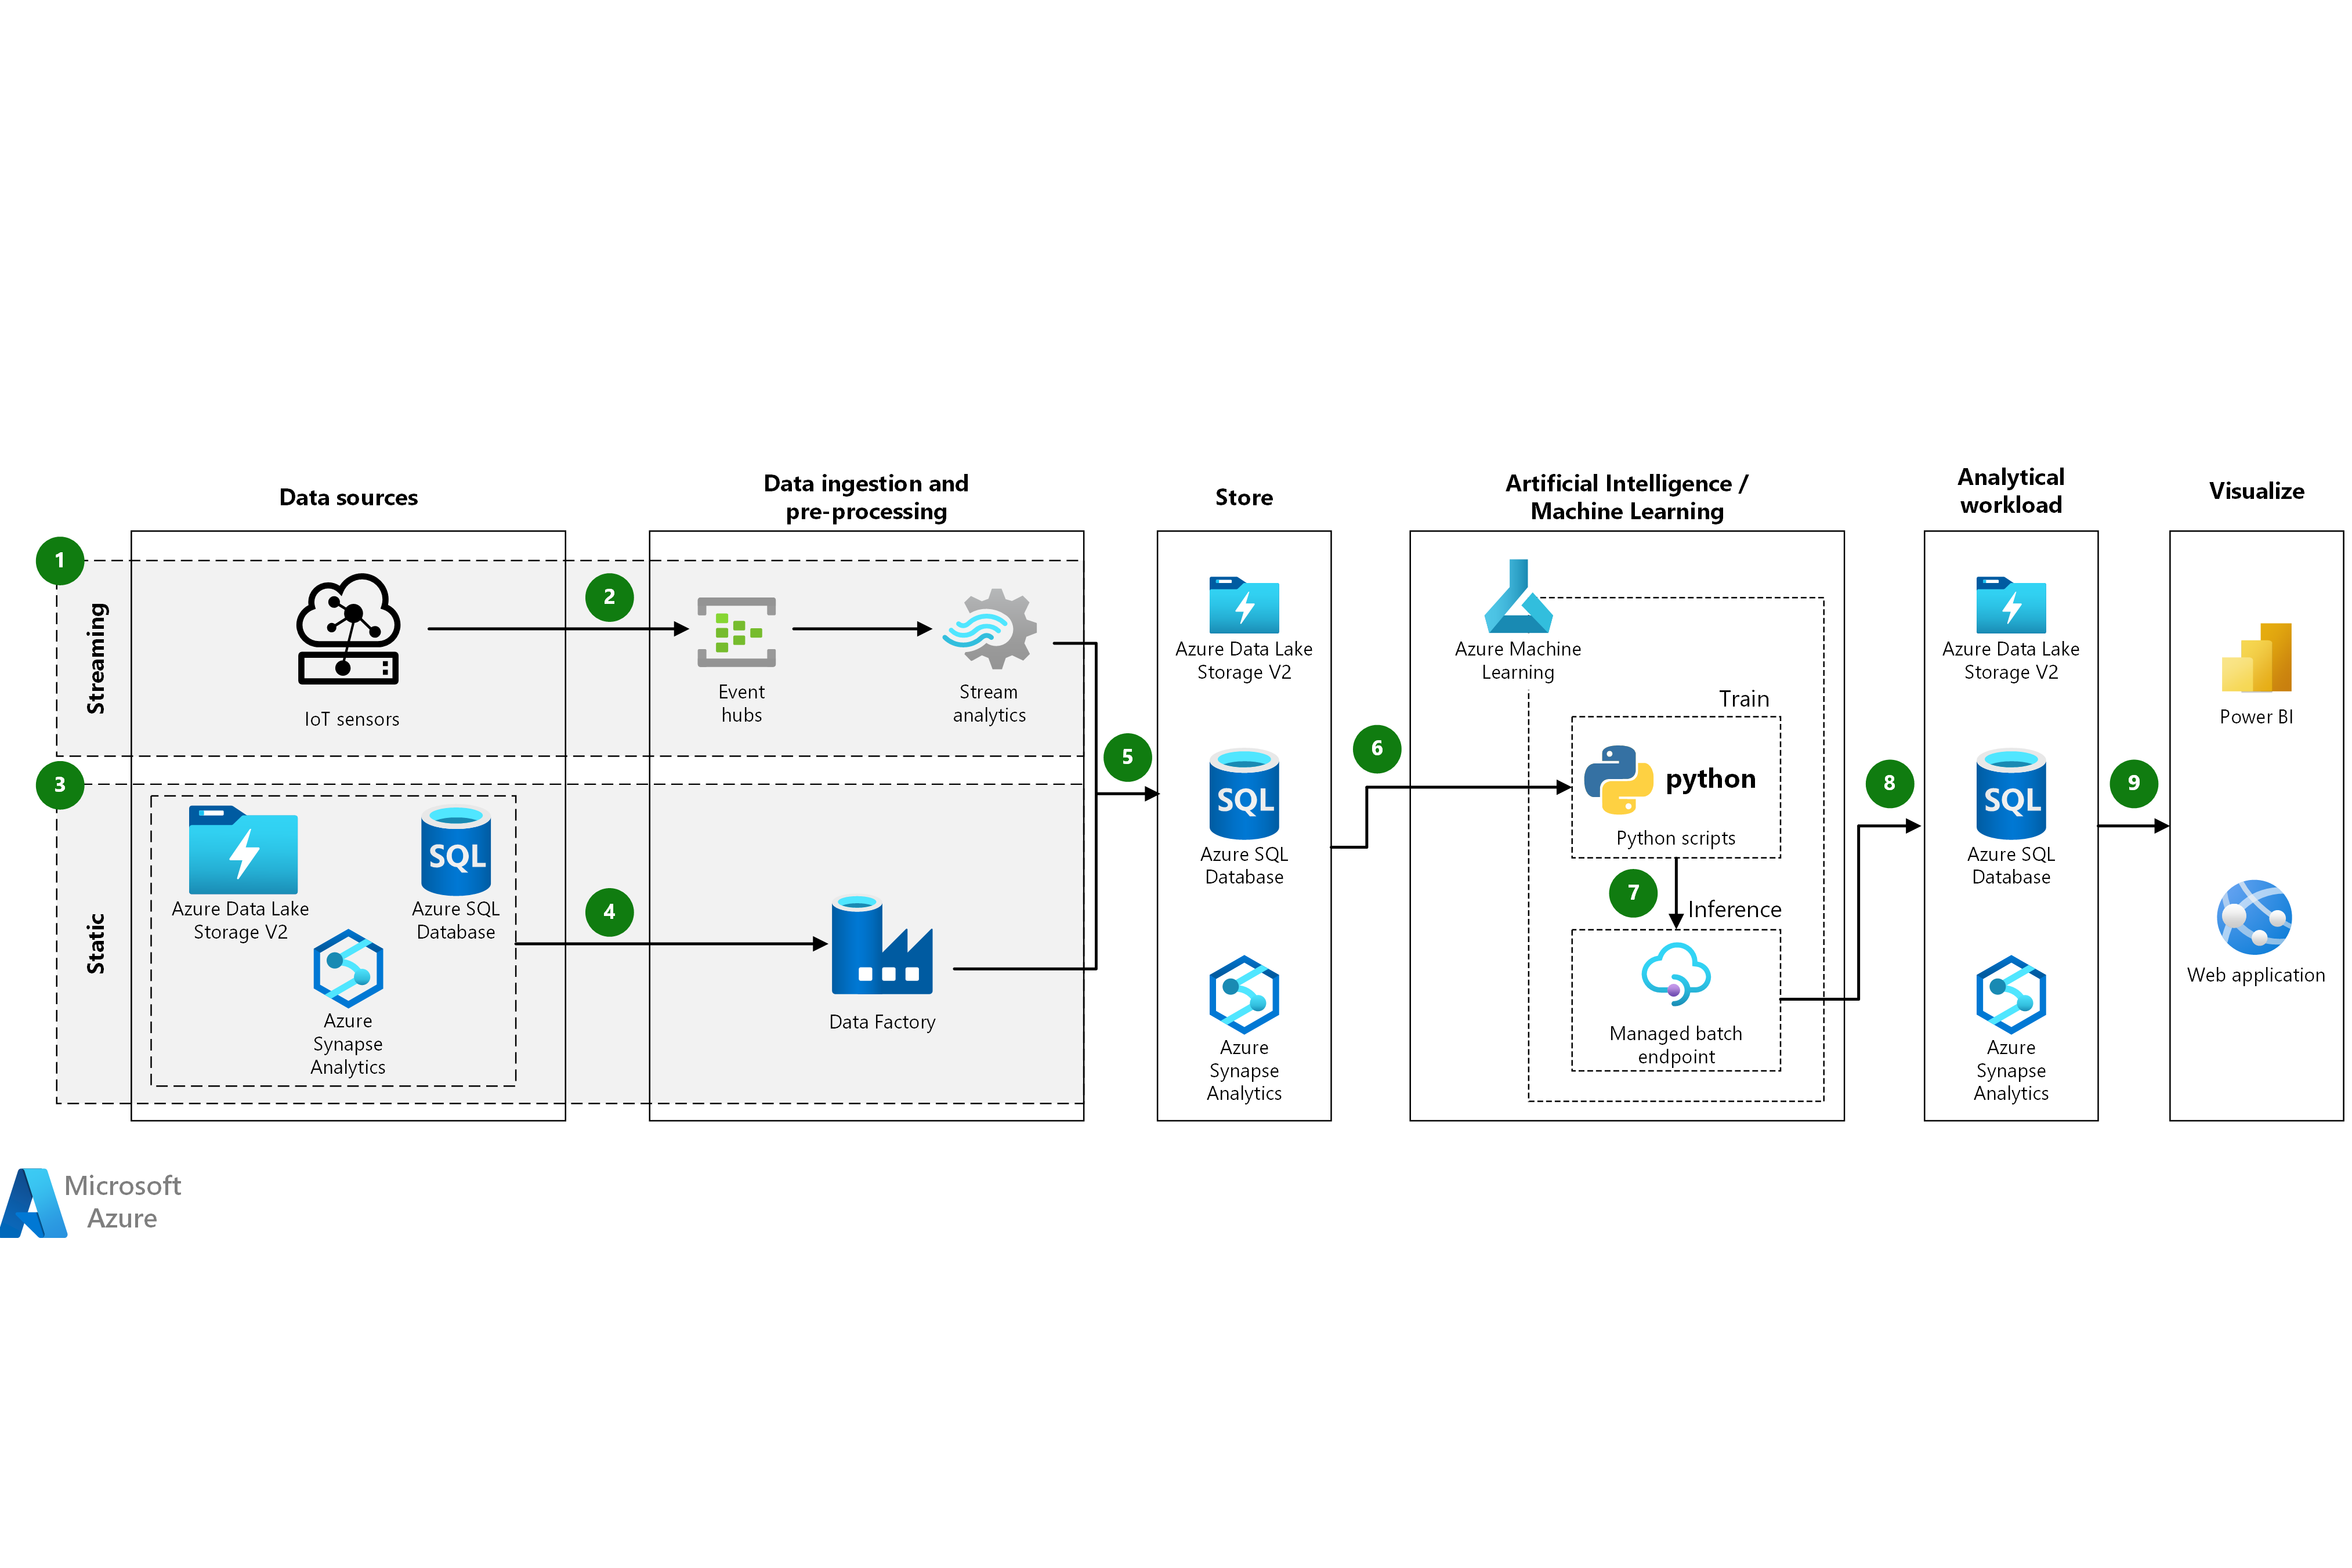 Data sources
Data ingestion and
pre-processing
Store
Artificial Intelligence /
Machine Learning
Analytical
workload
Visualize
1
Streaming
IoT sensors
2
Event
hubs
Stream
analytics
3
Static
Azure Data Lake
Storage V2
SQL
Azure SQL
Database
Azure
Synapse
Analytics
4
Data Factory
5
Azure Data Lake
Storage V2
SQL
Azure SQL
Database
Azure
Synapse
Analytics
6
Azure Machine
Learning
Train
python
Python scripts
7
Inference
Managed batch
endpoint
8
Azure Data Lake
Storage V2
SQL
Azure SQL
Database
Azure
Synapse
Analytics
9
Power BI
Web application
Microsoft
Azure